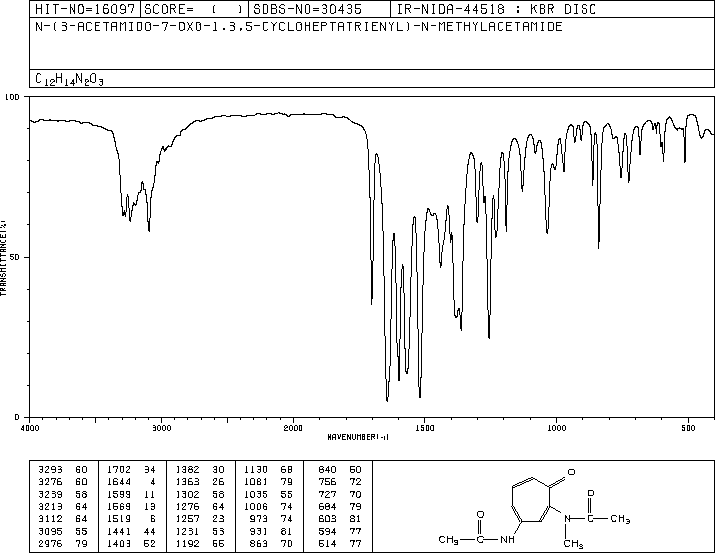 HIT-NO=16097 SCORE= ( ) SDBS-NO=30435 IR-NIDA-44518 : KBR DISC
N-(3-ACETAMIDO-7-OXO-1,3,5-CYCLOHEPTATRIENYL)-N-METHYLACETAMIDE
C12H14N2O3
100
50
0
TRANSMITTANCE(%)
4000 3000 2000 1500 1000 500
WAVENUMBER(-1)
3293 60 1702 34 1382 30 1130 68 840 50
3276 60 1644 4 1363 26 1081 79 756 72
3239 58 1599 11 1302 58 1035 55 727 70
3213 64 1569 13 1276 64 1006 74 684 79
3112 64 1519 6 1257 23 973 74 603 81
3095 55 1441 44 1231 53 931 81 594 77
2976 79 1403 52 1192 55 863 70 514 77
O
O O
N CH3
CH3 NH CH3